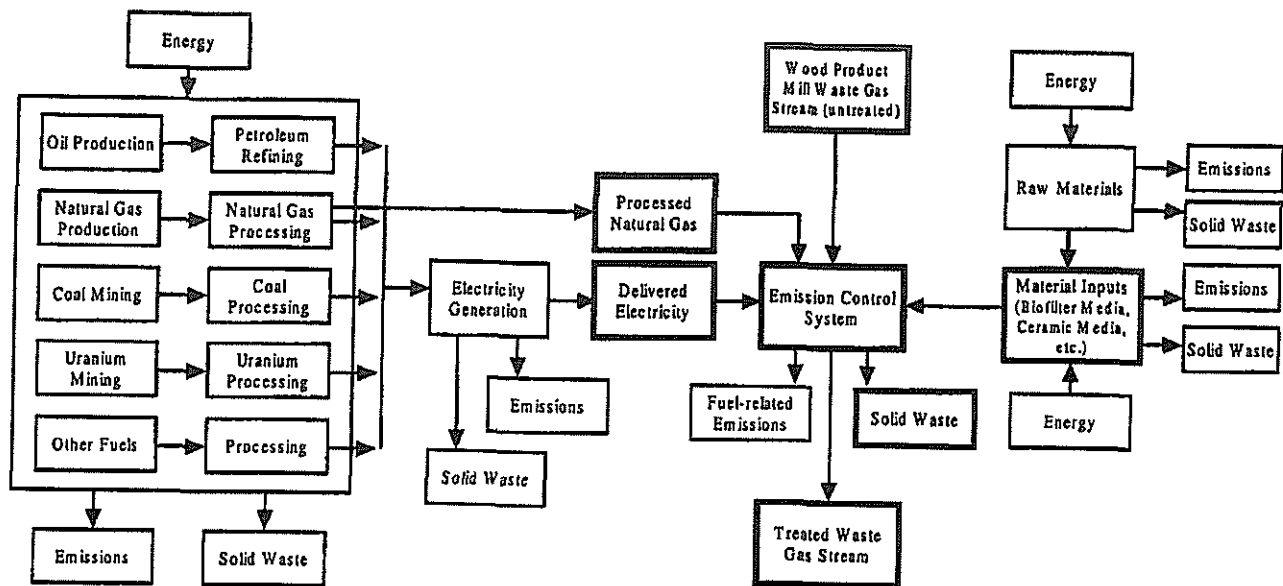 Energy
Wood Product
Mill Waste Gas
Stream (untreated)
Energy
Oil Production
Petroleum
Refining
Raw Materials
Emissions
Solid Waste
Natural Gas
Production
Natural Gas
Processing
Processed
Natural Gas
Coal Mining
Coal
Processing
Electricity
Generation
Delivered
Electricity
Emission Control
System
Material Inputs
(Biofilter Media,
Ceramic Media,
etc.)
Emissions
Solid Waste
Uranium
Mining
Uranium
Processing
Emissions
Fuel-related
Emissions
Solid Waste
Energy
Other Fuels
Processing
Solid Waste
Emissions
Solid Waste
Treated Waste
Gas Stream